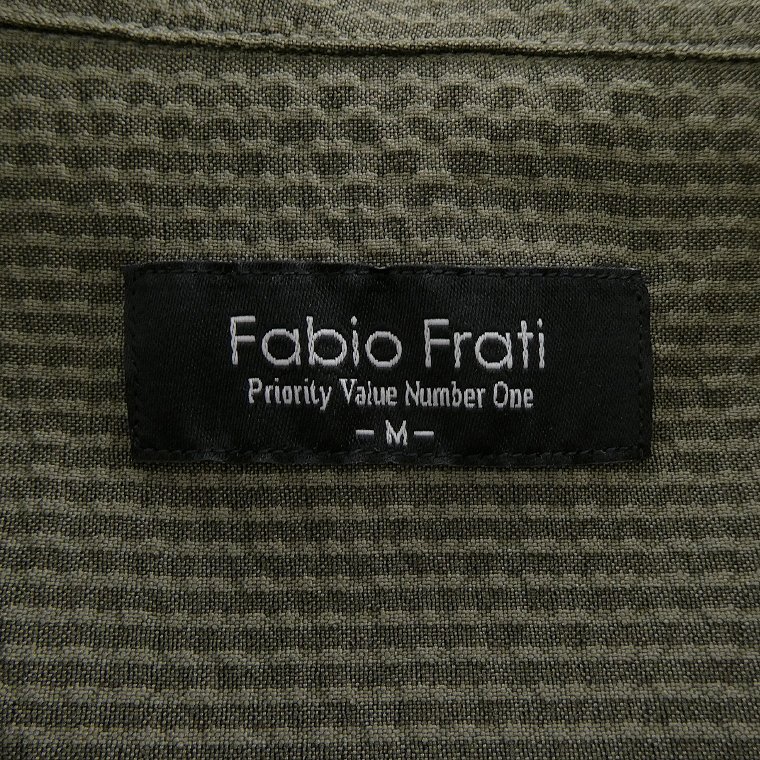 Fabio Frati
Priority Value Number One
- M -